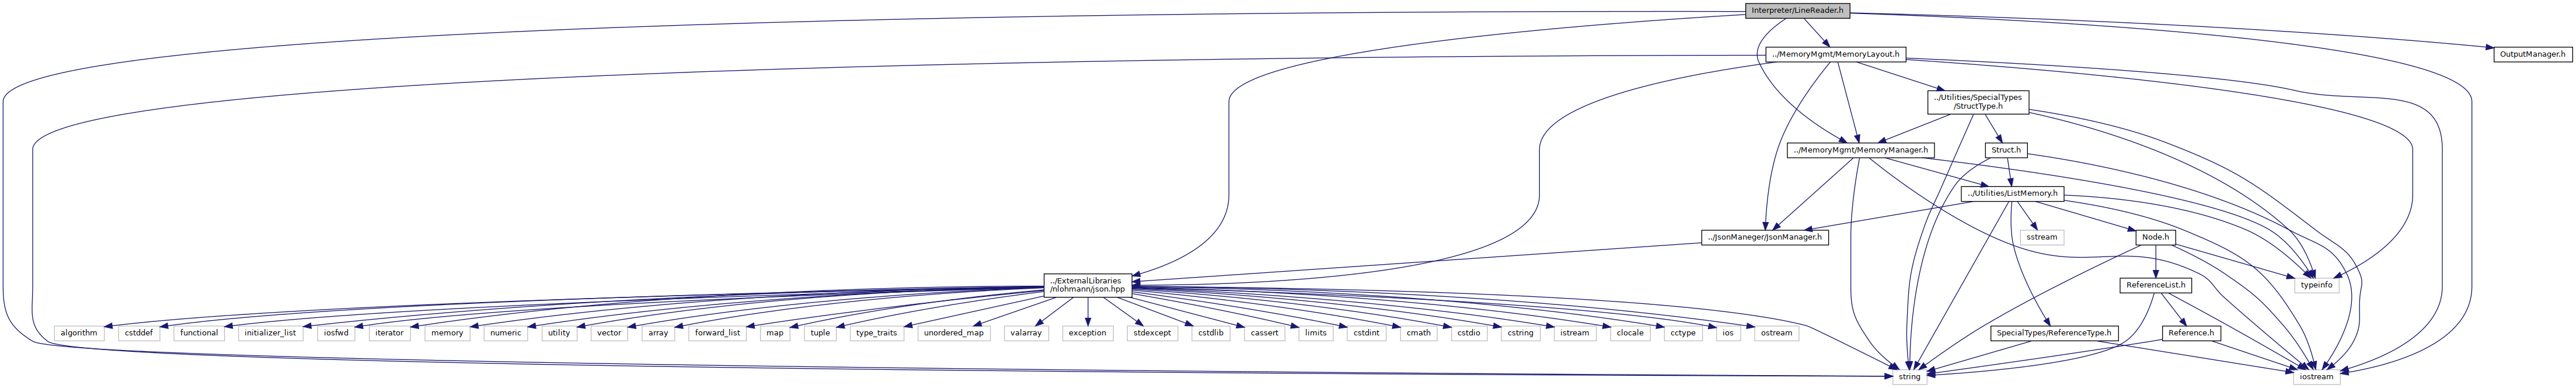 Interpreter/LineReader.h
../MemoryMgmt/MemoryLayout.h
OutputManager.h
../Utilities/SpecialTypes
/StructType.h
../MemoryMgmt/MemoryManager.h
Struct.h
../Utilities/ListMemory.h
../JsonManeger/JsonManager.h
sstream
Node.h
../ExternalLibraries
/nlohmann/json.hpp
ReferenceList.h
typeinfo
algorithm
cstddef
functional
initializer_list
iosfwd
iterator
memory
numeric
utility
vector
array
forward_list
map
tuple
type_traits
unordered_map
valarray
exception
stdexcept
cstdlib
cassert
limits
cstdint
cmath
cstdio
cstring
istream
clocale
cctype
ios
ostream
SpecialTypes/ReferenceType.h
Reference.h
string
iostream